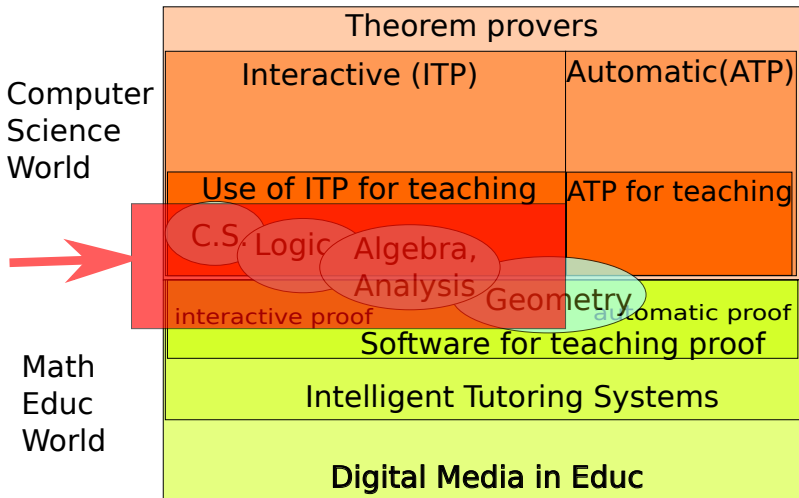 Theorem provers
Interactive (ITP)
Automatic(ATP)
Computer
Science
World
Use of ITP for teaching
ATP for teaching
C.S.
Logic
Algebra,
Analysis
Geometry
interactive proof
automatic proof
Software for teaching proof
Math
Educ
World
Intelligent Tutoring Systems
Digital Media in Educ